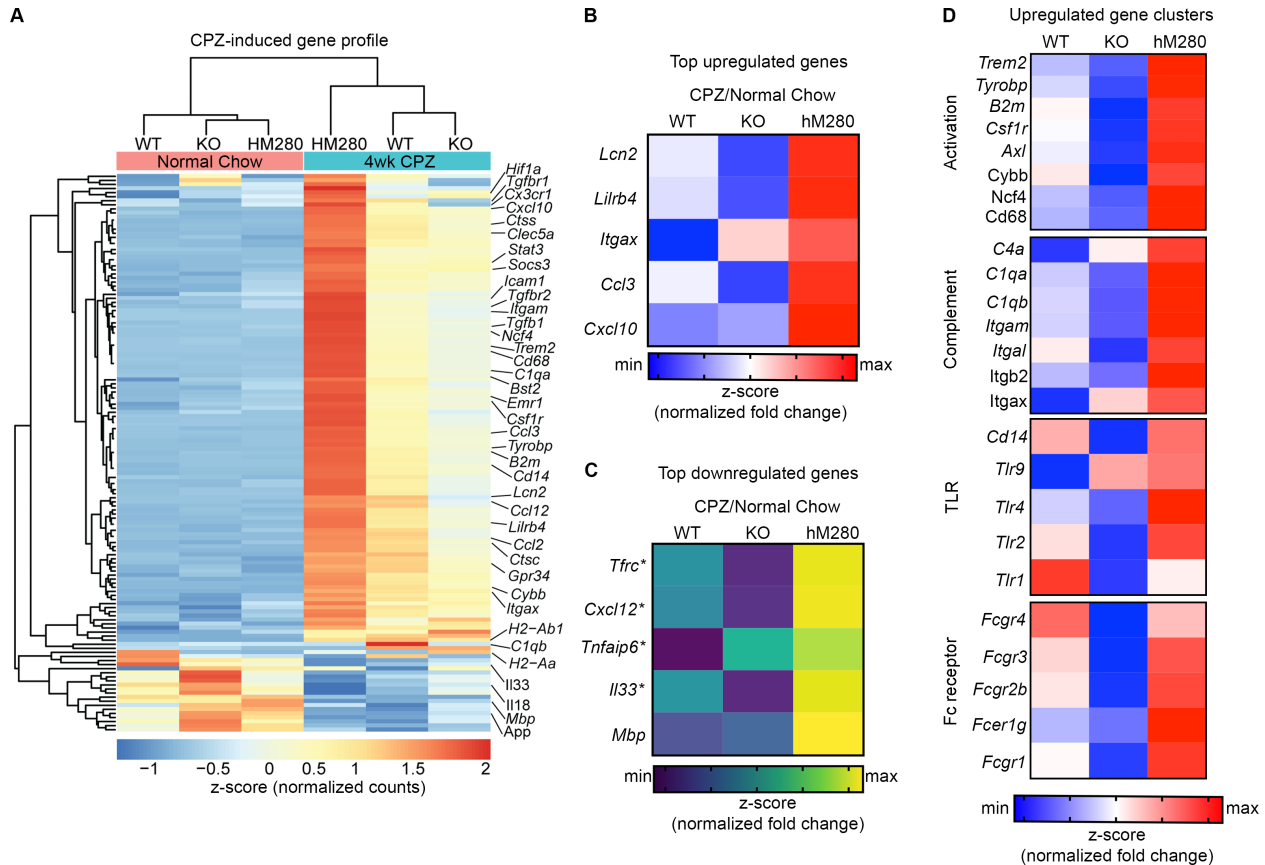 A
CPZ-induced gene profile
WT KO HM280 HM280 WT KO
Normal Chow 4wk CPZ
Hif1a
Tgfbr1
Cx3cr1
Cxcl10
Ctss
Clec5a
Stat3
Socs3
Icam1
Tgfbr2
Itgam
Tgfb1
Ncf4
Trem2
Cd68
C1qa
Bst2
Emr1
Csf1r
Ccl3
Tyrobp
B2m
Cd14
Lcn2
Ccl12
Lilrb4
Ccl2
Ctsc
Gpr34
Cybb
Itgax
H2−Ab1
C1qb
H2−Aa
Il33
Il18
Mbp
App
−1 −0.5 0 0.5 1 1.5 2
z-score (normalized counts)
B
Top upregulated genes
CPZ/Normal Chow
WT KO hM280
Lcn2
Lilrb4
Itgax
Ccl3
Cxcl10
min max
z-score
(normalized fold change)
C
Top downregulated genes
CPZ/Normal Chow
WT KO hM280
Tfrc*
Cxcl12*
Tnfaip6*
Il33*
Mbp
min max
z-score
(normalized fold change)
D
Upregulated gene clusters
WT KO hM280
Activation
Trem2
Tyrobp
B2m
Csf1r
Axl
Cybb
Ncf4
Cd68
Complement
C4a
C1qa
C1qb
Itgam
Itgal
Itgb2
Itgax
TLR
Cd14
Tlr9
Tlr4
Tlr2
Tlr1
Fc receptor
Fcgr4
Fcgr3
Fcgr2b
Fcer1g
Fcgr1
min max
z-score
(normalized fold change)